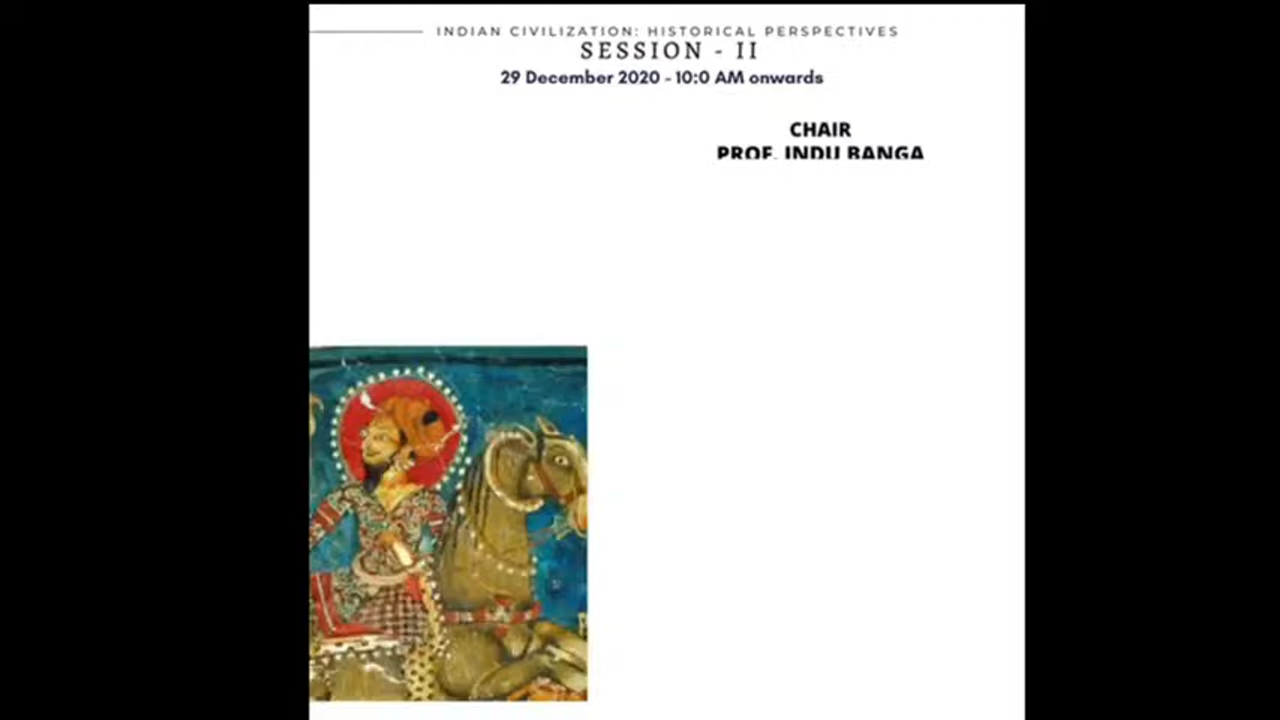 INDIAN CIVILIZATION: HISTORICAL PERSPECTIVES
SESSION - II
29 December 2020 - 10:0 AM onwards
CHAIR
PROF. INDU BANGA